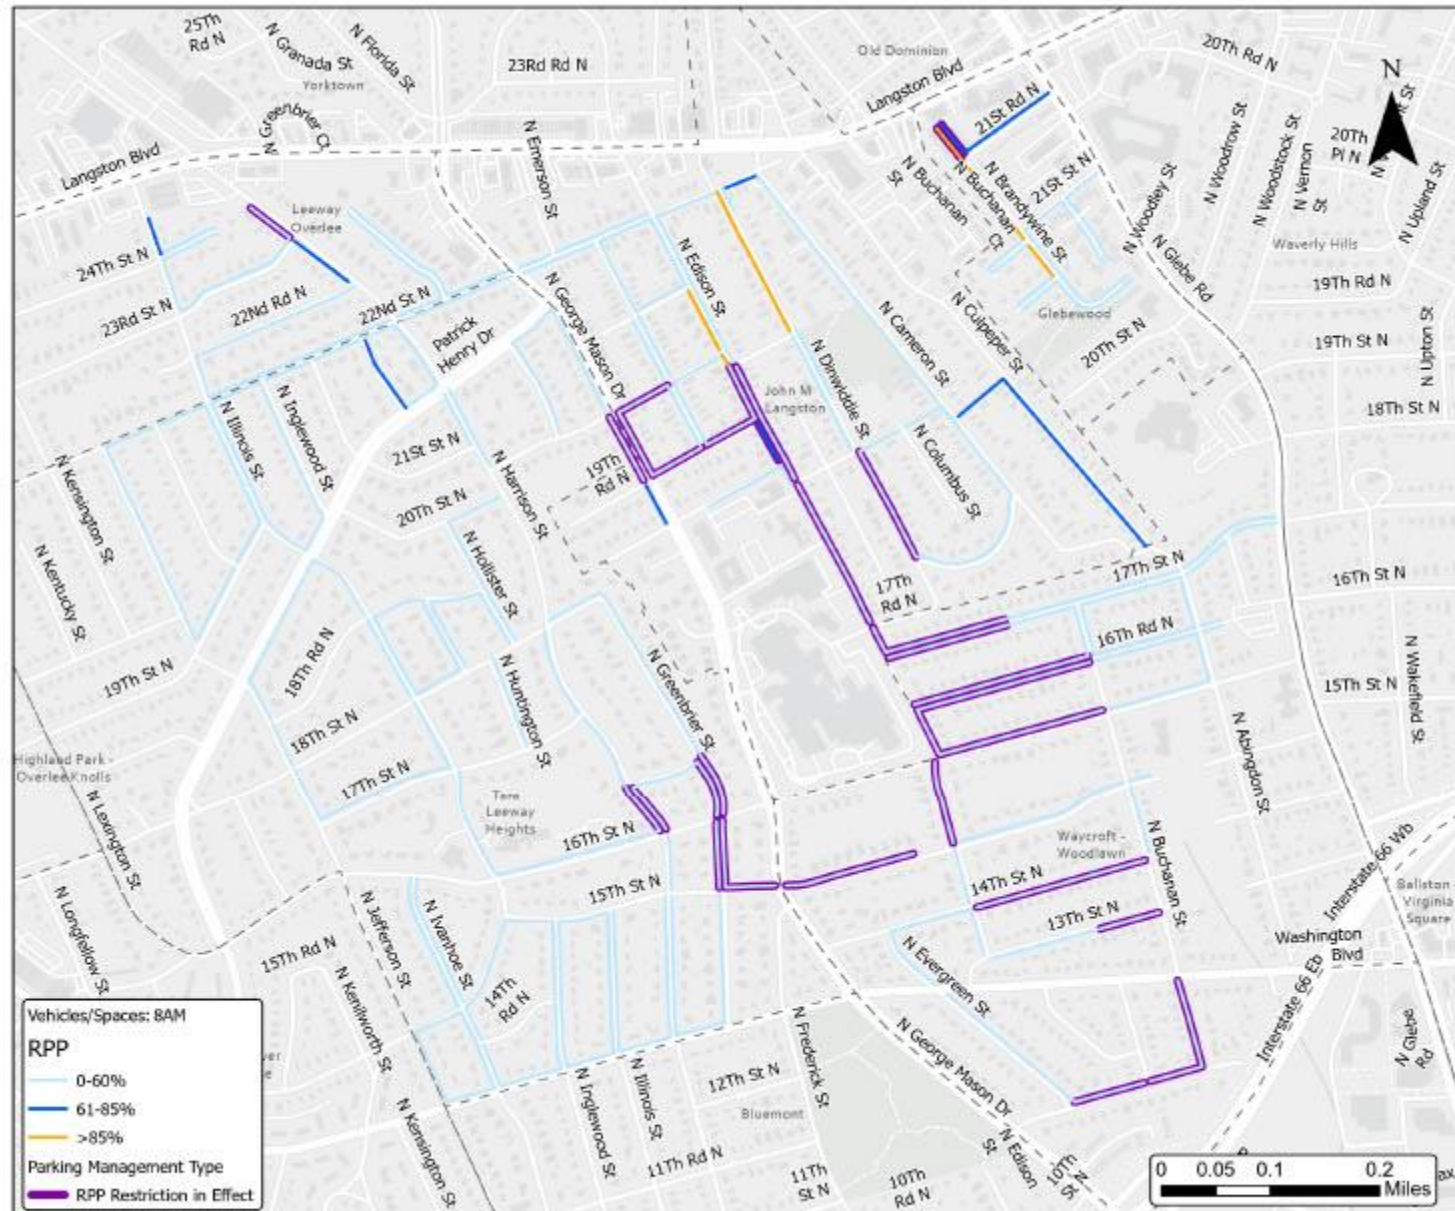 25Th
Rd N
N Granada St
N Florida St
Yorktown
23Rd Rd N
Old Dominion
Langston Blvd
20Th Rd N
N
N Greenbrier Ct
N Emerson St
21St Rd N
N Woodrow St
N Woodstock St
N Vernon
St
20Th
Pl N
N Upland St
Langston Blvd
N Buchanan
St
N Buchanan
Ct
N Brandywine St
21St St N
N Woodley St
Leeway
Overlee
Waverly Hills
24Th St N
N Edison St
N Glebe Rd
23Rd St N
22Nd Rd N
22Nd St N
N George Mason Dr
19Th Rd N
Patrick
Henry Dr
N Cameron St
N Culpeper St
Glebewood
20Th St N
19Th St N
N Upton St
John M
Langston
N Dinwiddie St
18Th St N
N Illinois St
N Inglewood St
21St St N
19Th
Rd N
N Columbus St
N Kensington St
N Harrison St
20Th St N
N Kentucky St
N Hollister St
17Th
Rd N
17Th St N
16Th St N
16Th Rd N
19Th St N
18Th Rd N
N Huntington St
N Greenbrier St
N Wakefield St
15Th St N
18Th St N
N Abingdon St
Highland Park -
Overlee Knolls
17Th St N
Tara
Leeway
Heights
N Lexington St
16Th St N
Waycroft -
Woodlawn
N Buchanan St
Interstate 66 Wb
15Th St N
14Th St N
Ballston -
Virginia
Square
N Longfellow St
N Jefferson St
N Ivanhoe St
13Th St N
Washington
Blvd
15Th Rd N
N Evergreen St
Interstate 66 Eb
N Kenilworth St
14Th
Rd N
N Frederick St
N George Mason Dr
N Glebe
Rd
12Th St N
Bluemont
N Kensington St
N Inglewood St
N Illinois St
11Th Rd N
11Th
St N
10Th
Rd N
N Edison
St
10Th
St N
Vehicles/Spaces: 8AM
RPP
0-60%
61-85%
>85%
Parking Management Type
RPP Restriction in Effect
0 0.05 0.1 0.2
Miles